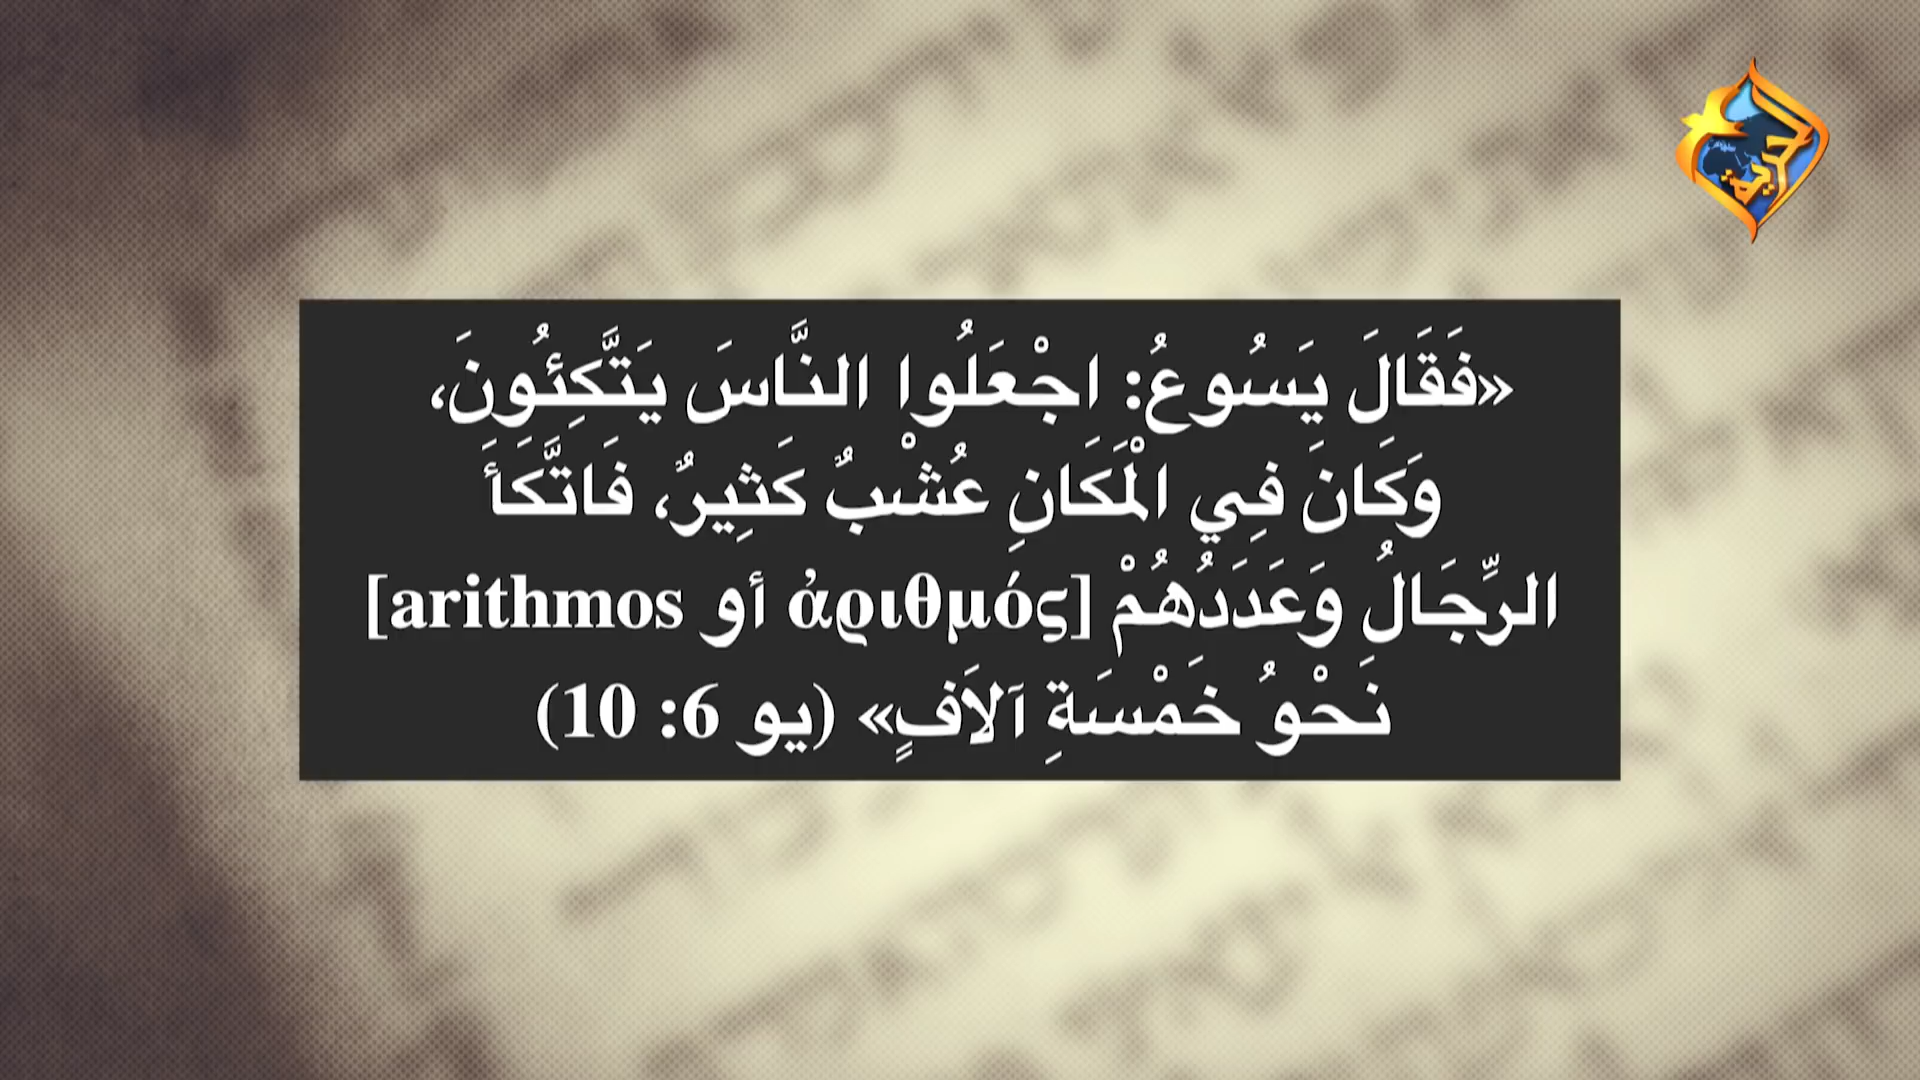 الحرية
«فَقَالَ يَسُوعُ: اجْعَلُوا النَّاسَ يَتَّكِئُونَ،
وَكَانَ فِي الْمَكَانِ عُشْبٌ كَثِيرٌ، فَاتَّكَأَ
الرِّجَالُ وَعَدَدُهُمْ [ἀριθμός أو arithmos]
نَحْوُ خَمْسَةِ آلاَفٍ» (يو 6: 10)